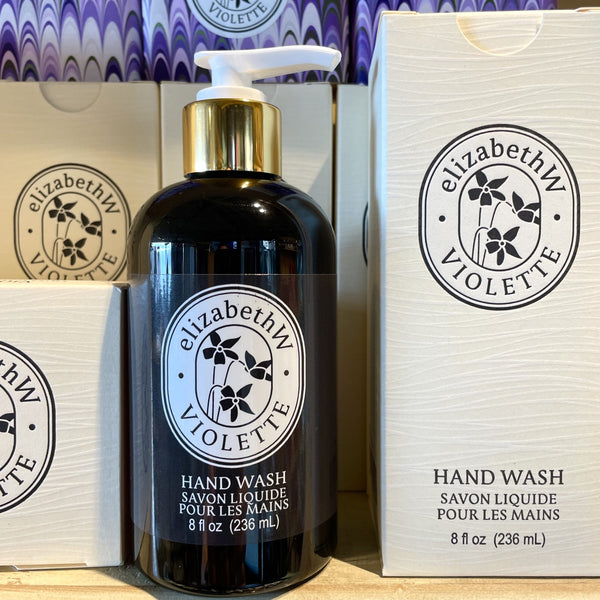 VIOLETTE
elizabethW
VIOLETTE
elizabethW
VIOLETTE
HAND WASH
SAVON LIQUIDE
POUR LES MAINS
8 fl oz (236 mL)
elizabethW
VIOLETTE
HAND WASH
SAVON LIQUIDE
POUR LES MAINS
8 fl oz (236 mL)